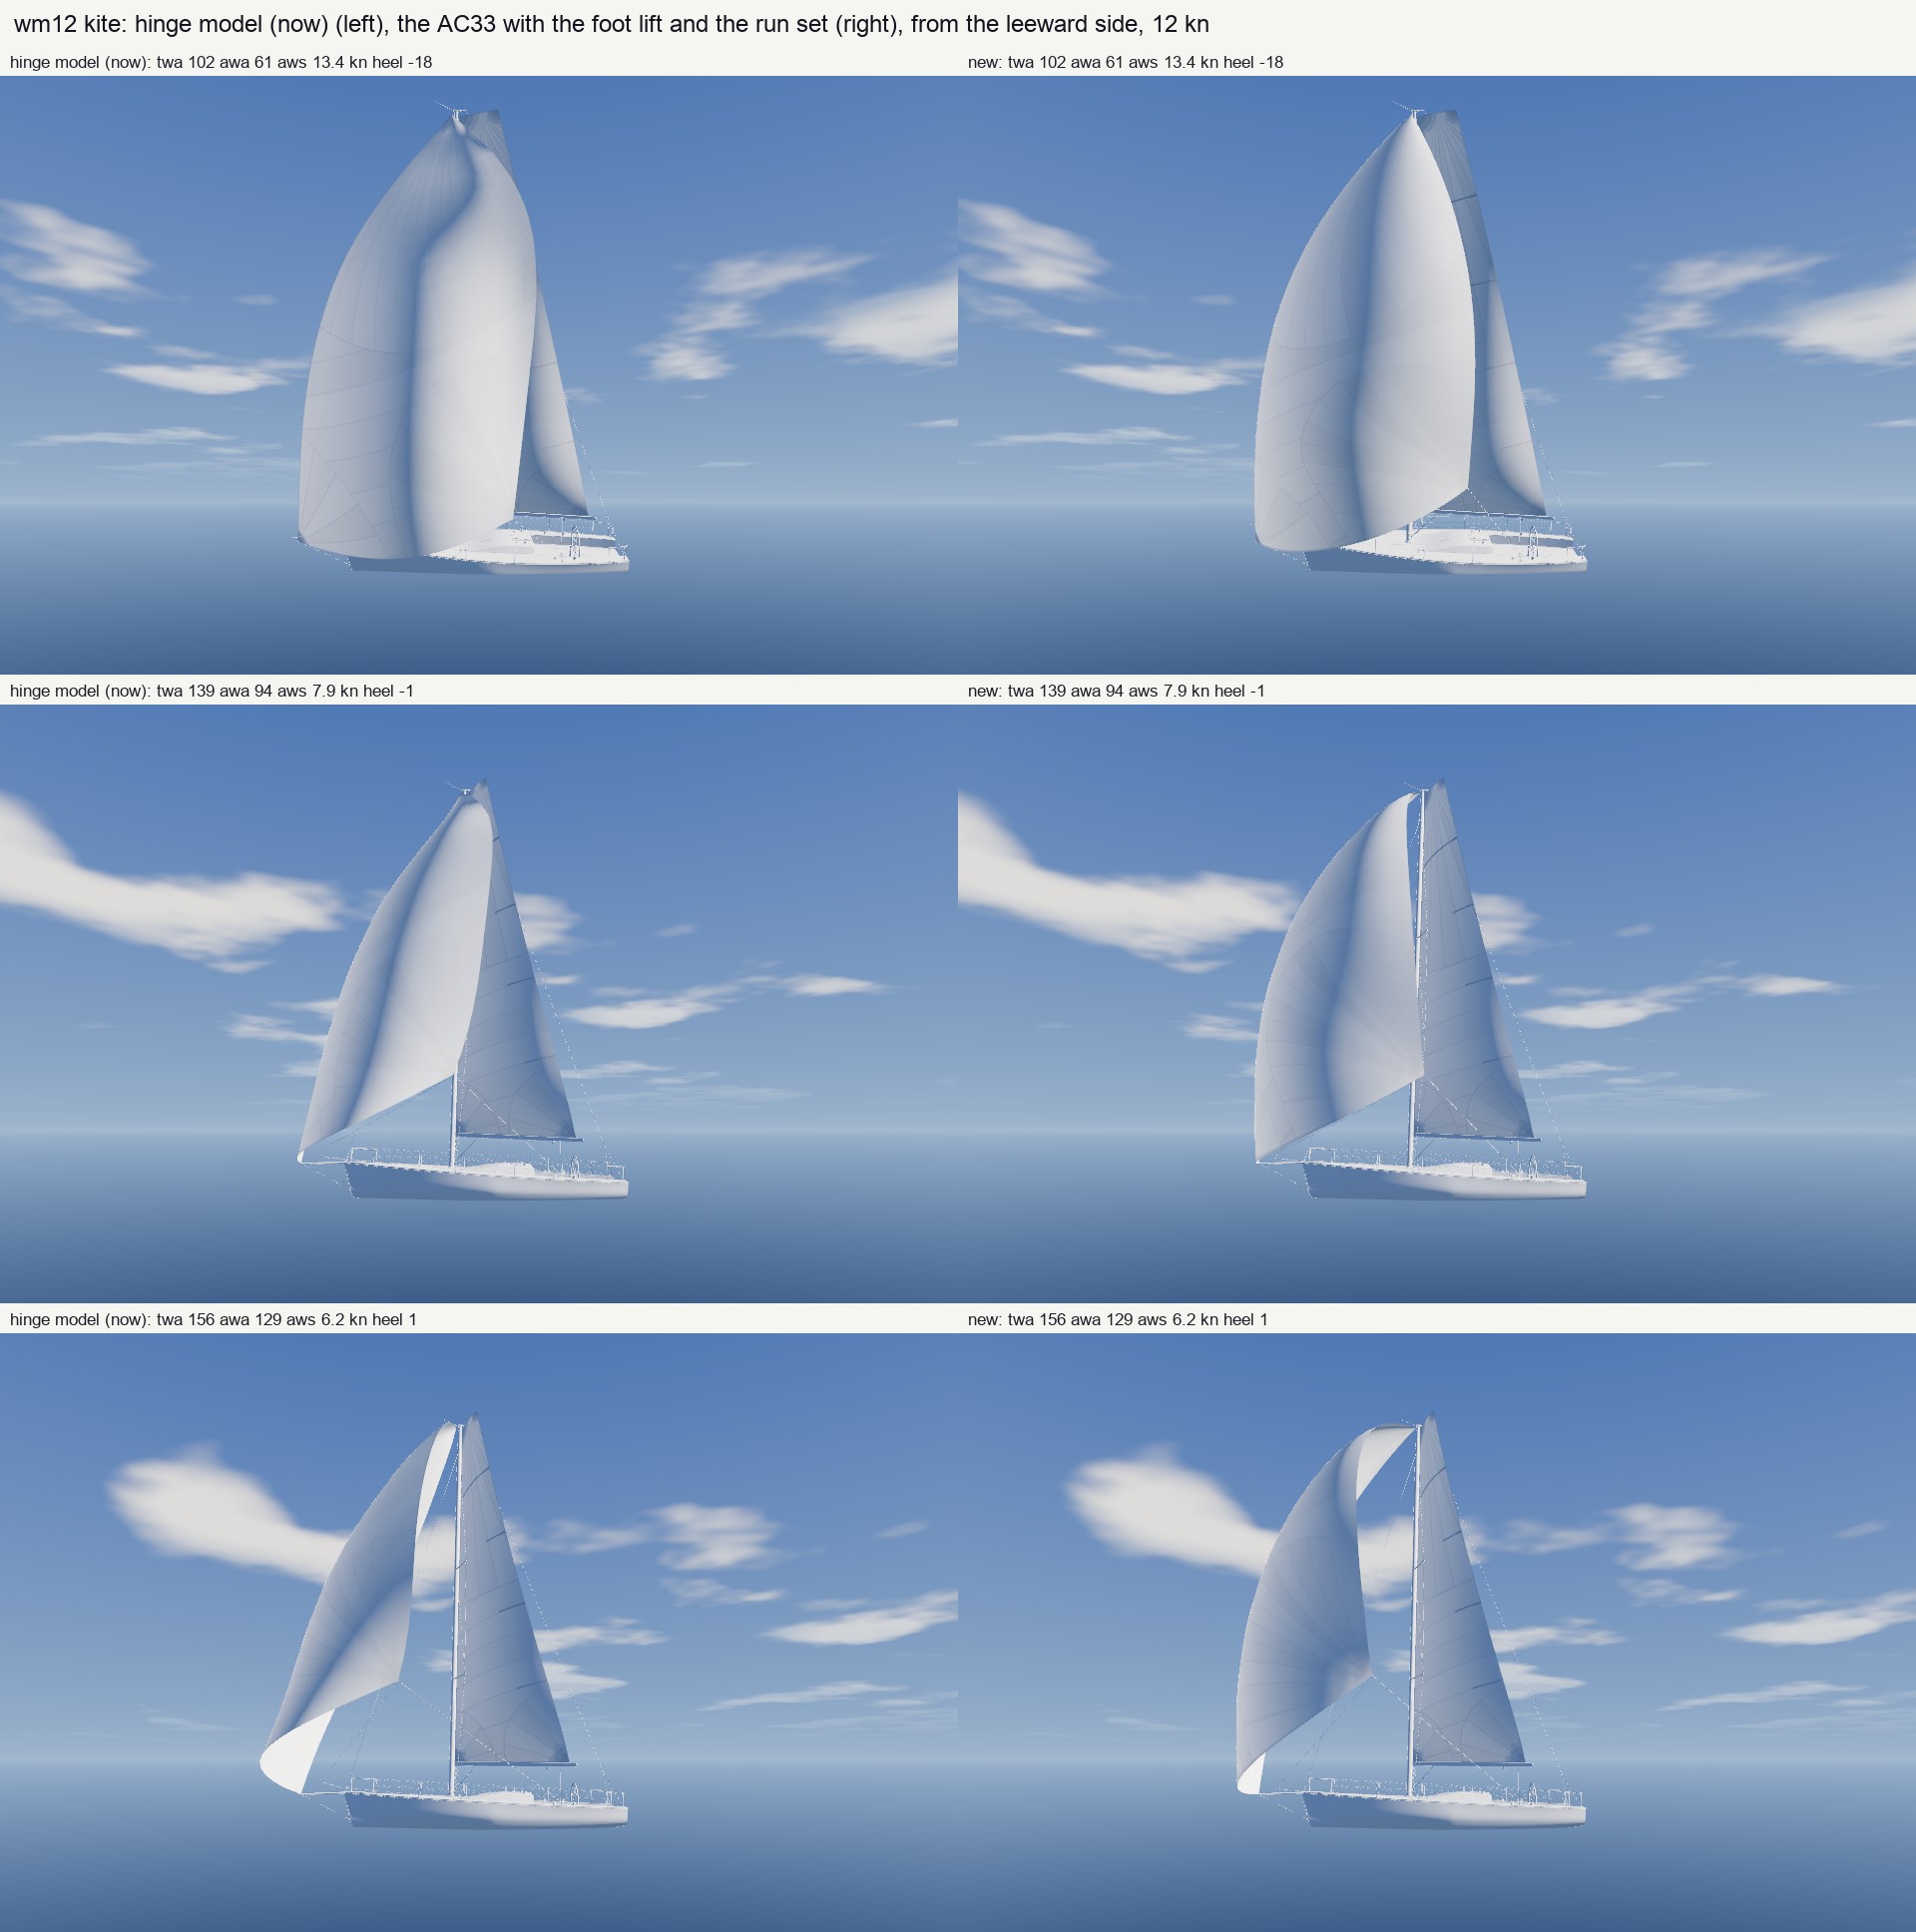 wm12 kite: hinge model (now) (left), the AC33 with the foot lift and the run set (right), from the leeward side, 12 kn
hinge model (now): twa 102 awa 61 aws 13.4 kn heel -18
new: twa 102 awa 61 aws 13.4 kn heel -18
hinge model (now): twa 139 awa 94 aws 7.9 kn heel -1
new: twa 139 awa 94 aws 7.9 kn heel -1
hinge model (now): twa 156 awa 129 aws 6.2 kn heel 1
new: twa 156 awa 129 aws 6.2 kn heel 1